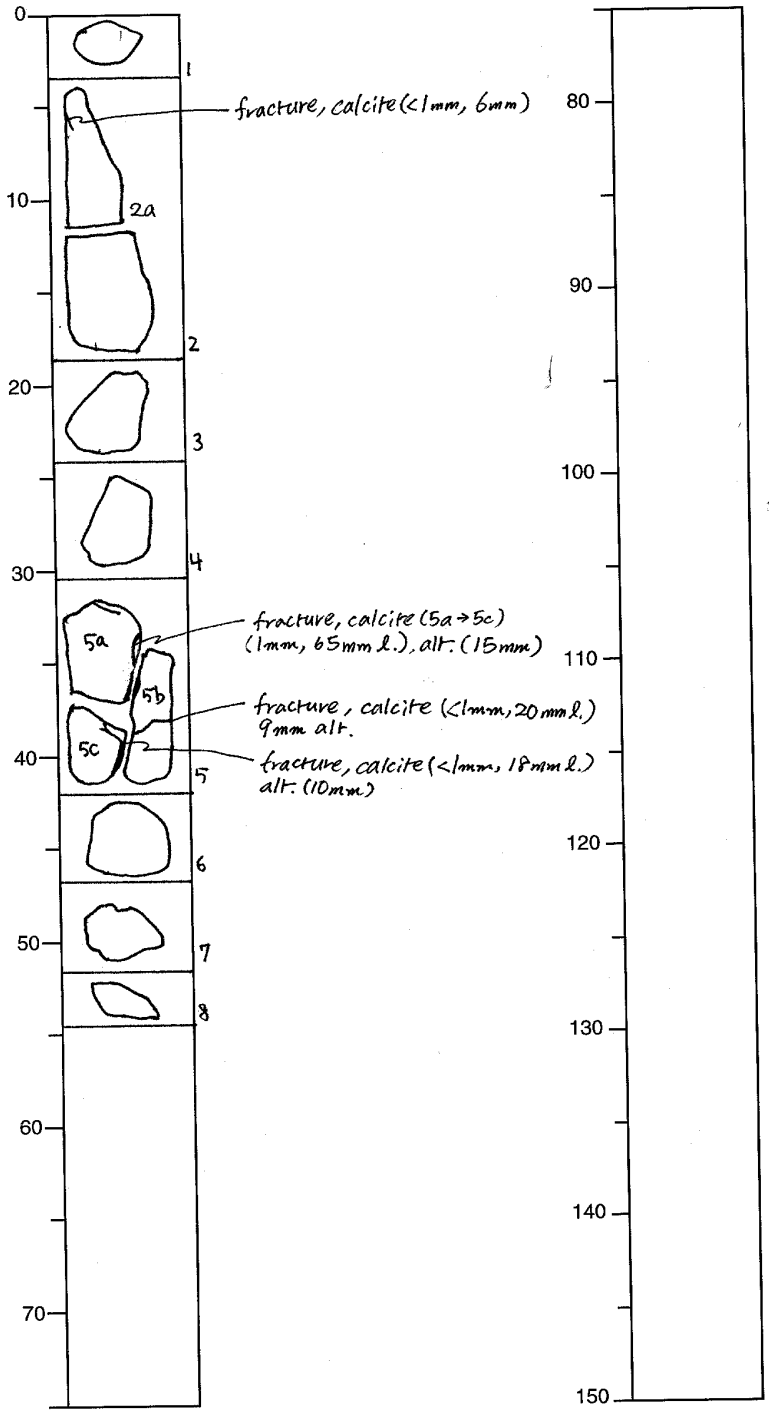 0
1
fracture, calcite (<1mm, 6mm)
10
2a
2
20
3
4
30
5a
fracture, calcite (5a→5c)
(1mm, 65mm l.), alt. (15mm)
5b
fracture, calcite (<1mm, 20mm l.)
9mm alt.
5c
40
5
fracture, calcite (<1mm, 18mm l.)
alt. (10mm)
6
7
50
8
60
70
80
90
100
110
120
130
140
150